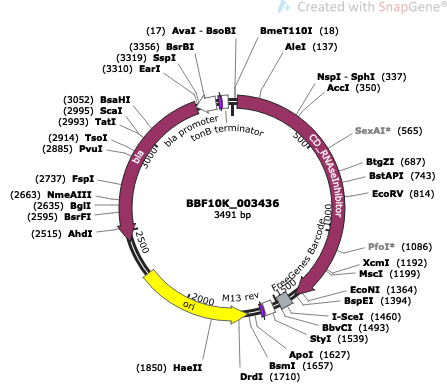 Created with SnapGene®
(17) AvaI - BsoBI
BmeT110I (18)
(3356) BsrBI
AleI (137)
(3319) SspI
(3310) EarI
NspI - SphI (337)
AccI (350)
bla promoter
tonB terminator
(3052) BsaHI
(2995) ScaI
(2993) TatI
(2914) TsoI
(2885) PvuI
500
SexAI* (565)
3000
bla
CD_RNAseInhibitor
BtgZI (687)
BstAPI (743)
EcoRV (814)
(2737) FspI
(2663) NmeAIII
(2635) BglI
(2595) BsrFI
(2515) AhdI
BBF10K_003436
3491 bp
1000
PfoI* (1086)
2500
FreeGenes Barcode
XcmI (1192)
MscI (1199)
EcoNI (1364)
BspEI (1394)
1500
I-SceI (1460)
BbvCI (1493)
StyI (1539)
2000
M13 rev
ori
ApoI (1627)
BsmI (1657)
DrdI (1710)
(1850) HaeII